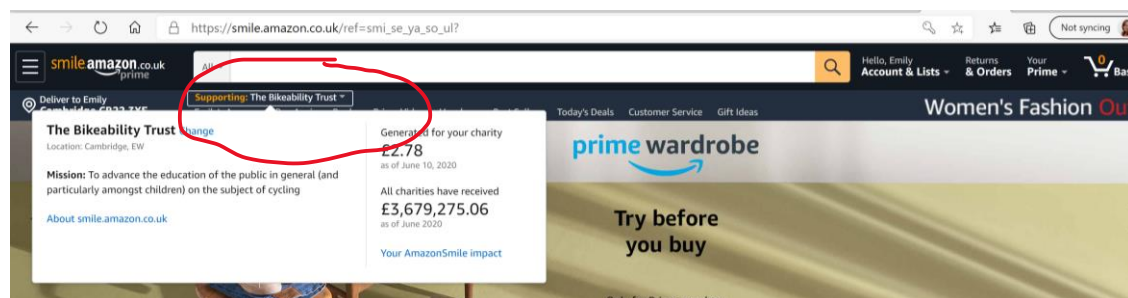 https://smile.amazon.co.uk/ref=smi_se_ya_so_ul?
Not syncing
smile.amazon.co.uk
prime
All
Hello, Emily
Account & Lists
Returns
& Orders
Your
Prime
0
Bas
Deliver to Emily
Supporting: The Bikeability Trust
Today's Deals Customer Service Gift Ideas
Women's Fashion Ou
The Bikeability Trust Change
Location: Cambridge, EW
Mission: To advance the education of the public in general (and
particularly amongst children) on the subject of cycling
About smile.amazon.co.uk
Generated for your charity
£2.78
as of June 10, 2020
All charities have received
£3,679,275.06
as of June 2020
Your AmazonSmile impact
prime wardrobe
Try before
you buy